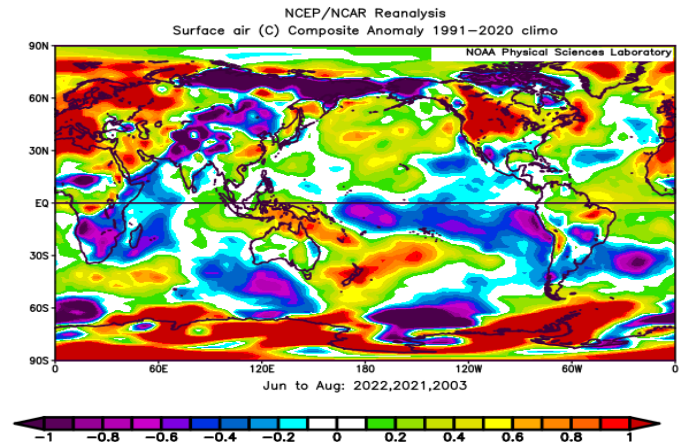 NCEP/NCAR Reanalysis
Surface air (C) Composite Anomaly 1991-2020 climo
NOAA Physical Sciences Laboratory
90N
60N
30N
EQ
30S
60S
90S
0 60E 120E 180 120W 60W 0
Jun to Aug: 2022,2021,2003
-1 -0.8 -0.6 -0.4 -0.2 0 0.2 0.4 0.6 0.8 1